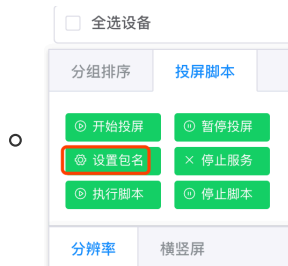 全选设备
分组排序 投屏脚本
开始投屏 暂停投屏
设置包名 停止服务
执行脚本 停止脚本
分辨率 横竖屏